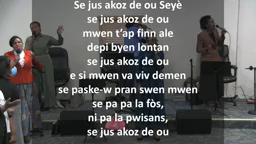 Se jus akoz de ou Seyè
se jus akoz de ou
mwen t'ap finn ale
depi byen lontan
se jus akoz de ou
e si mwen va viv demen
se paske-w pran swen mwen
se pa pa la fòs,
ni pa la pwisans,
se jus akoz de ou